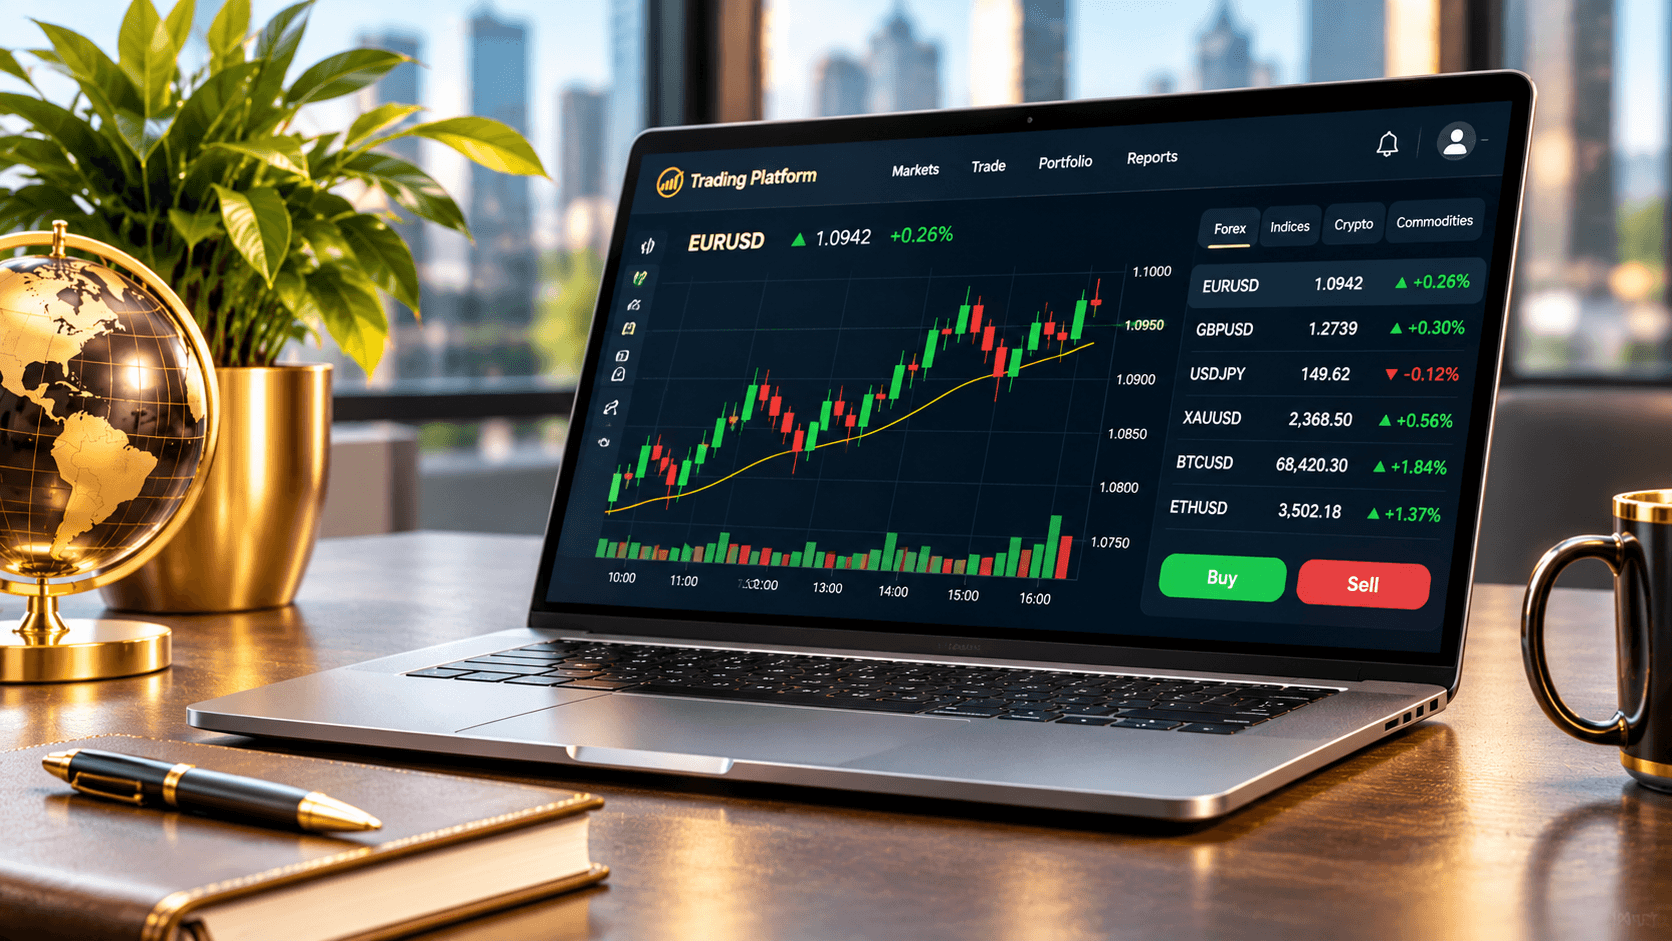 Trading Platform
Markets Trade Portfolio Reports
EURUSD ▲ 1.0942 +0.26%
Forex Indices Crypto Commodities
EURUSD 1.0942 ▲ +0.26%
GBPUSD 1.2739 ▲ +0.30%
USDJPY 149.62 ▼ -0.12%
XAUUSD 2,368.50 ▲ +0.56%
BTCUSD 68,420.30 ▲ +1.84%
ETHUSD 3,502.18 ▲ +1.37%
Buy Sell
1.1000
1.0950
1.0900
1.0850
1.0800
1.0750
10:00 11:00 13:00 14:00 15:00 16:00